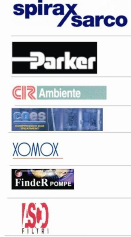 spirax
sarco
Parker
CIR Ambiente
XOMOX
FindeR POMPE
FILTRI